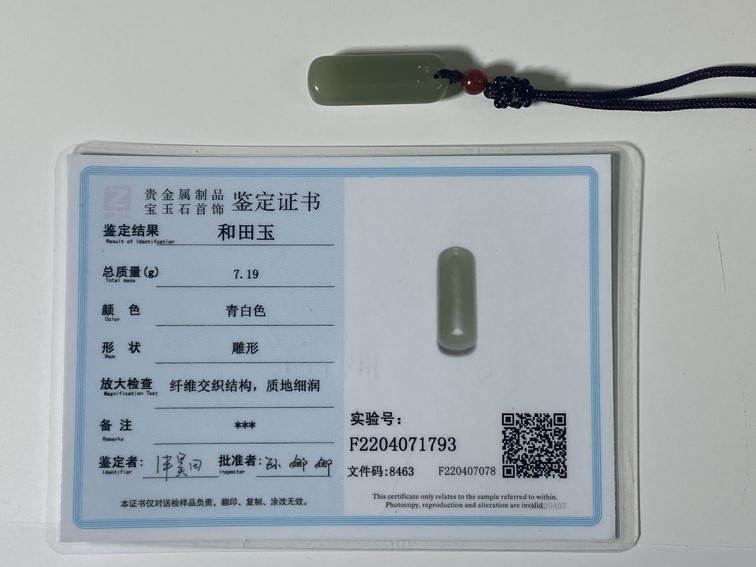 贵金属制品
宝玉石首饰 鉴定证书
鉴定结果 和田玉
Result of Identification
总质量(g) 7.19
Total mass
颜 色 青白色
Color
形 状 雕形
放大检查 纤维交织结构，质地细润
Magnification Test
备 注 ***
Remarks
鉴定者： 批准者：
Identifier Inspector
本证书仅对送检样品负责，翻印、复制、涂改无效。
实验号：
F2204071793
文件码:8463 F220407078
This certificate only relates to the sample referred to within.
Photocopy, reproduction and alteration are invalid.